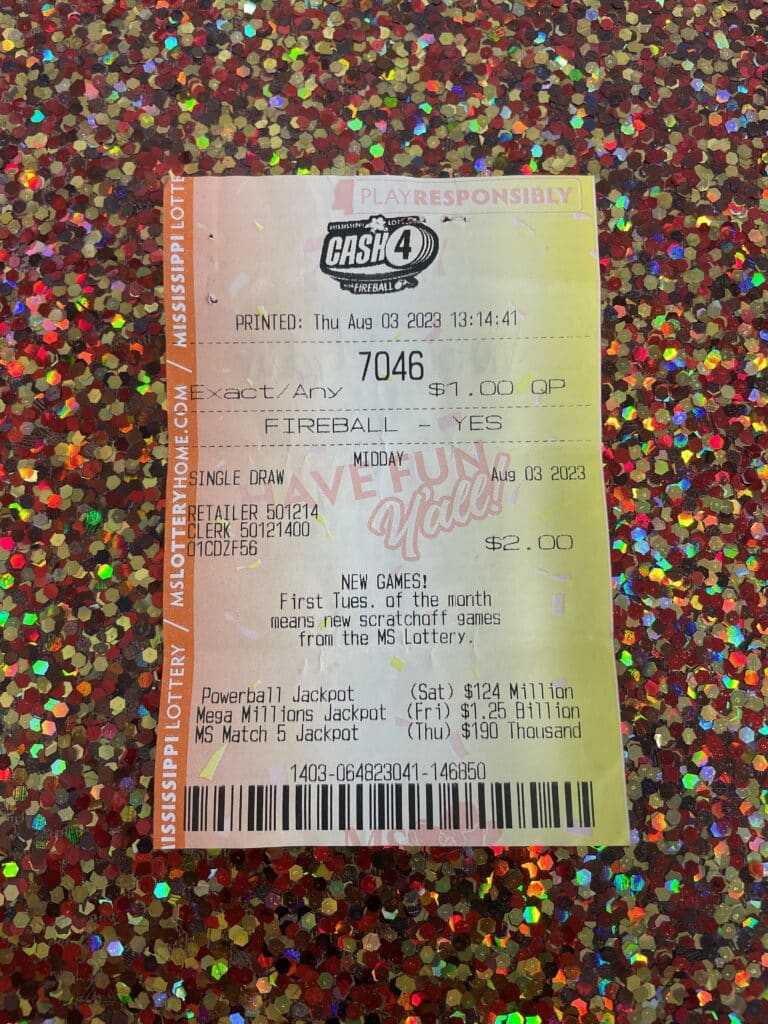 PLAYRESPONSIBLY
MISSISSIPPI LOTTERY
CASH 4
FIREBALL
PRINTED: Thu Aug 03 2023 13:14:41
7046
Exact/Any $1.00 QP
FIREBALL - YES
MIDDAY
SINGLE DRAW Aug 03 2023
HAVE FUN
Y'all!
RETAILER 501214
CLERK 50121400
01CDZF56
$2.00
NEW GAMES!
First Tues. of the month
means new scratchoff games
from the MS Lottery.
Powerball Jackpot (Sat) $124 Million
Mega Millions Jackpot (Fri) $1.25 Billion
MS Match 5 Jackpot (Thu) $190 Thousand
1403-064823041-146850
ISSISSIPPI LOTTERY / MSLOTTERYHOME.COM / MISSISSIPPI LOTTE